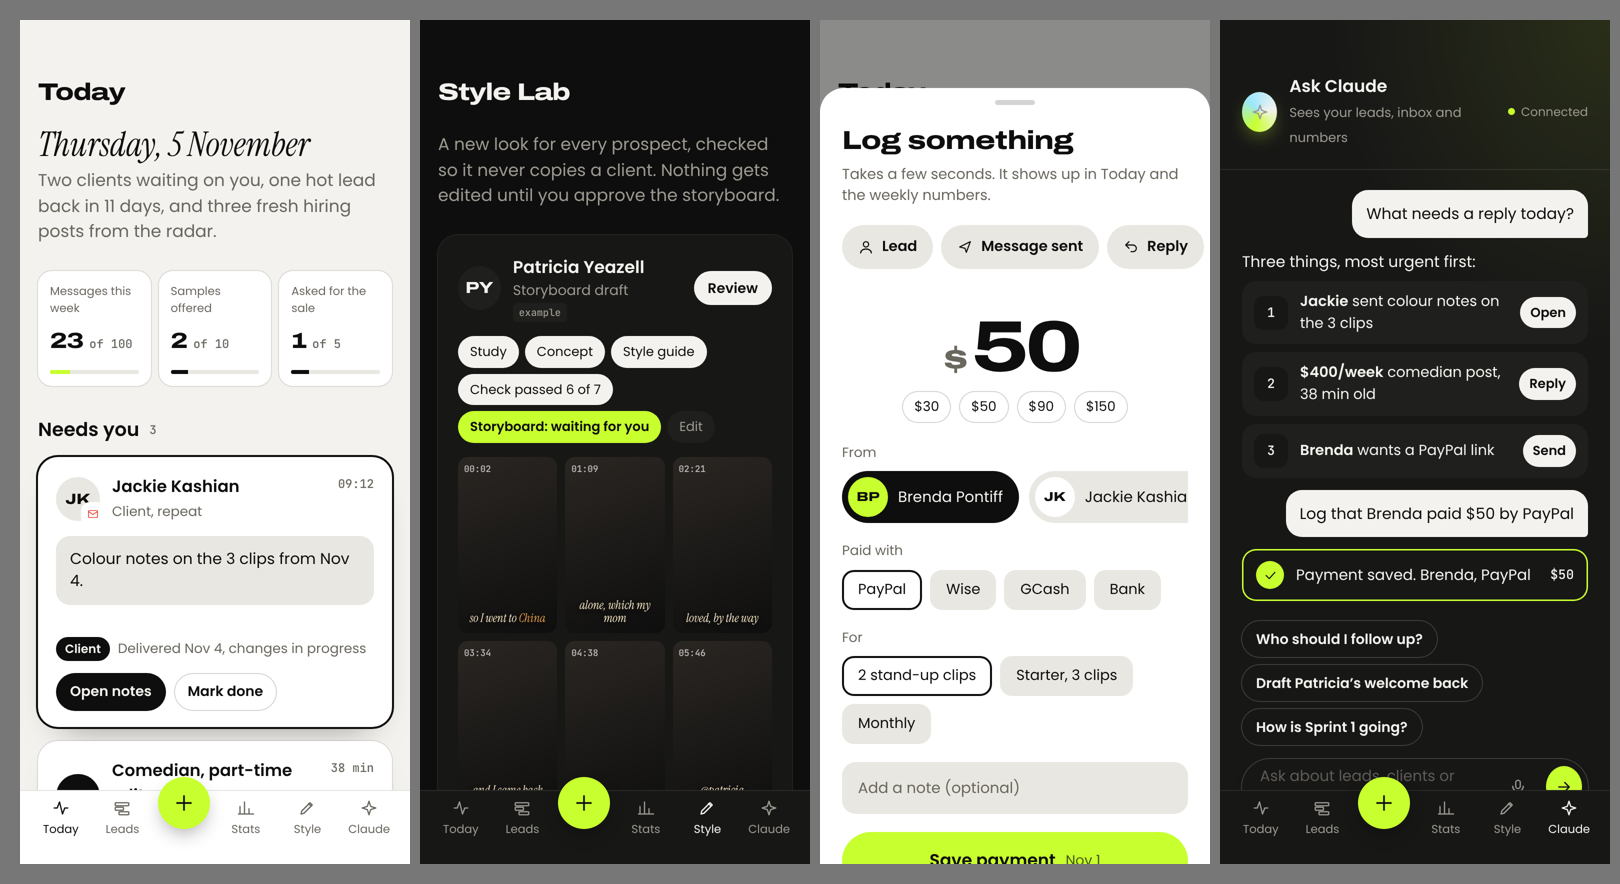 Today
Thursday, 5 November
Two clients waiting on you, one hot lead
back in 11 days, and three fresh hiring
posts from the radar.
Messages this
week
23 of 100
Samples
offered
2 of 10
Asked for the
sale
1 of 5
Needs you 3
JK
Jackie Kashian
09:12
Client, repeat
Colour notes on the 3 clips from Nov
4.
Client Delivered Nov 4, changes in progress
Open notes
Mark done
Comedian, part-time
38 min
Today
Leads
+
Stats
Style
Claude
Style Lab
A new look for every prospect, checked
so it never copies a client. Nothing gets
edited until you approve the storyboard.
PY
Patricia Yeazell
Storyboard draft
example
Review
Study
Concept
Style guide
Check passed 6 of 7
Storyboard: waiting for you
Edit
00:02
so I went to China
01:09
alone, which my
mom
02:21
loved, by the way
03:34
and I came back
04:38
05:46
@patricia
Today
Leads
+
Stats
Style
Claude
Today
Log something
Takes a few seconds. It shows up in Today and
the weekly numbers.
Lead
Message sent
Reply
$50
$30
$50
$90
$150
From
BP
Brenda Pontiff
JK
Jackie Kashia
Paid with
PayPal
Wise
GCash
Bank
For
2 stand-up clips
Starter, 3 clips
Monthly
Add a note (optional)
Save payment Nov 1
Ask Claude
Sees your leads, inbox and
numbers
Connected
What needs a reply today?
Three things, most urgent first:
1
Jackie sent colour notes on
the 3 clips
Open
2
$400/week comedian post,
38 min old
Reply
3
Brenda wants a PayPal link
Send
Log that Brenda paid $50 by PayPal
Payment saved. Brenda, PayPal $50
Who should I follow up?
Draft Patricia's welcome back
How is Sprint 1 going?
Ask about leads, clients or
Today
Leads
+
Stats
Style
Claude